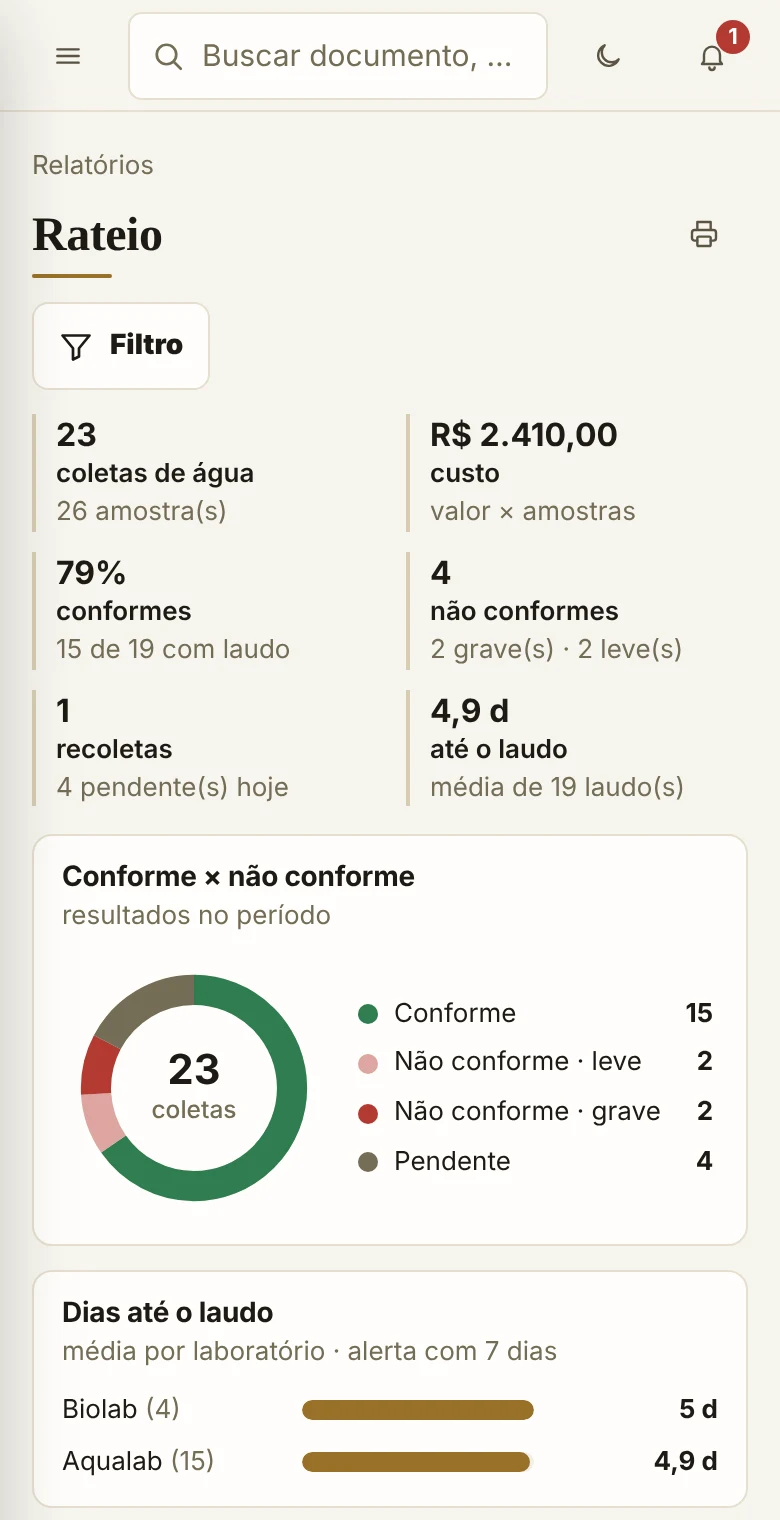 Buscar documento, ...
1
Relatórios
Rateio
Filtro
23
coletas de água
26 amostra(s)
R$ 2.410,00
custo
valor × amostras
79%
conformes
15 de 19 com laudo
4
não conformes
2 grave(s) · 2 leve(s)
1
recoletas
4 pendente(s) hoje
4,9 d
até o laudo
média de 19 laudo(s)
Conforme × não conforme
resultados no período
23
coletas
Conforme 15
Não conforme · leve 2
Não conforme · grave 2
Pendente 4
Dias até o laudo
média por laboratório · alerta com 7 dias
Biolab (4) 5 d
Aqualab (15) 4,9 d